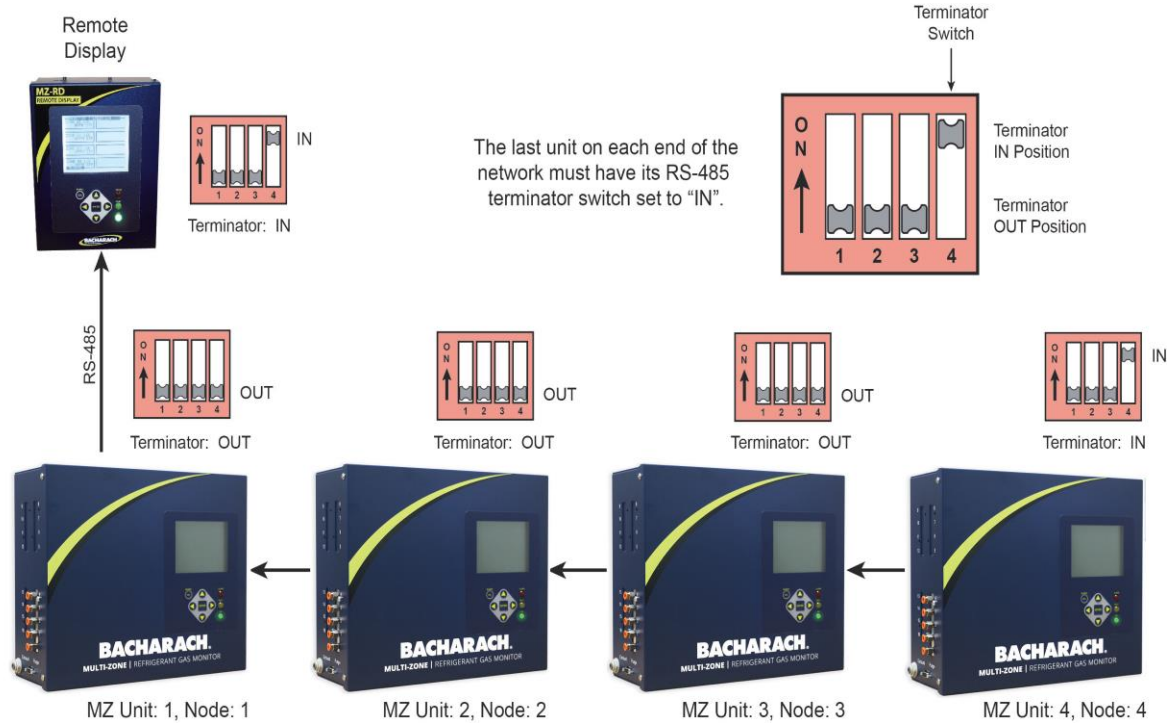 Remote
Display
MZ-RD
REMOTE DISPLAY
BACHARACH
ON
1 2 3 4
IN
Terminator: IN
The last unit on each end of the
network must have its RS-485
terminator switch set to "IN".
Terminator
Switch
ON
1 2 3 4
Terminator
IN Position
Terminator
OUT Position
RS-485
ON
1 2 3 4
OUT
Terminator: OUT
ON
1 2 3 4
OUT
Terminator: OUT
ON
1 2 3 4
OUT
Terminator: OUT
ON
1 2 3 4
IN
Terminator: IN
BACHARACH.
MULTI-ZONE | REFRIGERANT GAS MONITOR
BACHARACH.
MULTI-ZONE | REFRIGERANT GAS MONITOR
BACHARACH.
MULTI-ZONE | REFRIGERANT GAS MONITOR
BACHARACH.
MULTI-ZONE | REFRIGERANT GAS MONITOR
MZ Unit: 1, Node: 1
MZ Unit: 2, Node: 2
MZ Unit: 3, Node: 3
MZ Unit: 4, Node: 4